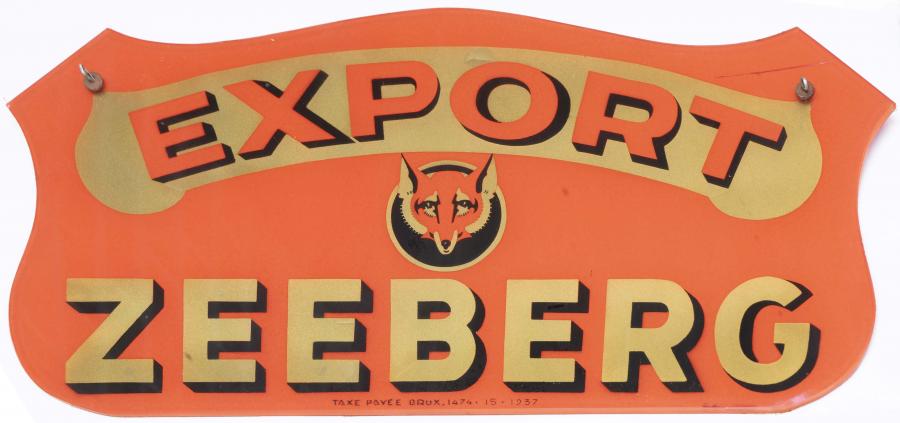 EXPORT
ZEEBERG
TAXE PAYÉE BRUX. 1474 · 15 · 1937